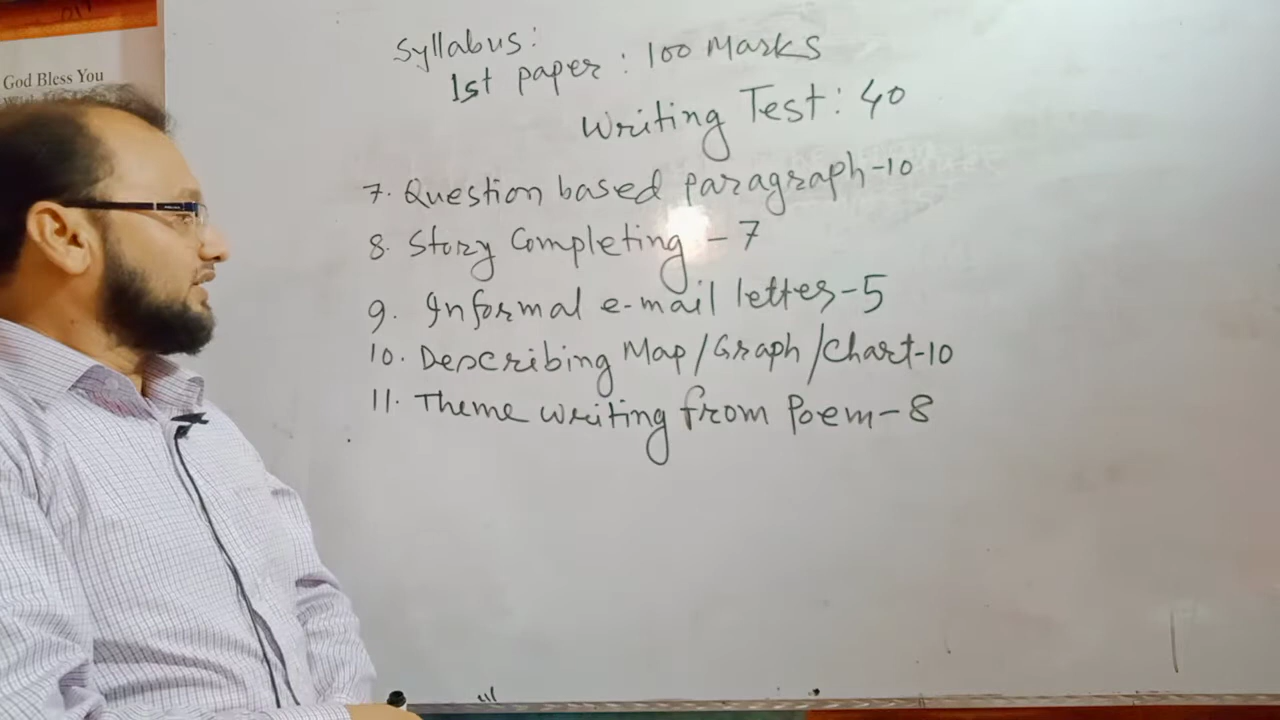 God Bless You
Syllabus:
1st paper: 100 Marks
Writing Test: 40
7. Question based paragraph-10
8. Story Completing - 7
9. Informal e-mail letter-5
10. Describing Map/Graph/Chart-10
11. Theme writing from Poem-8